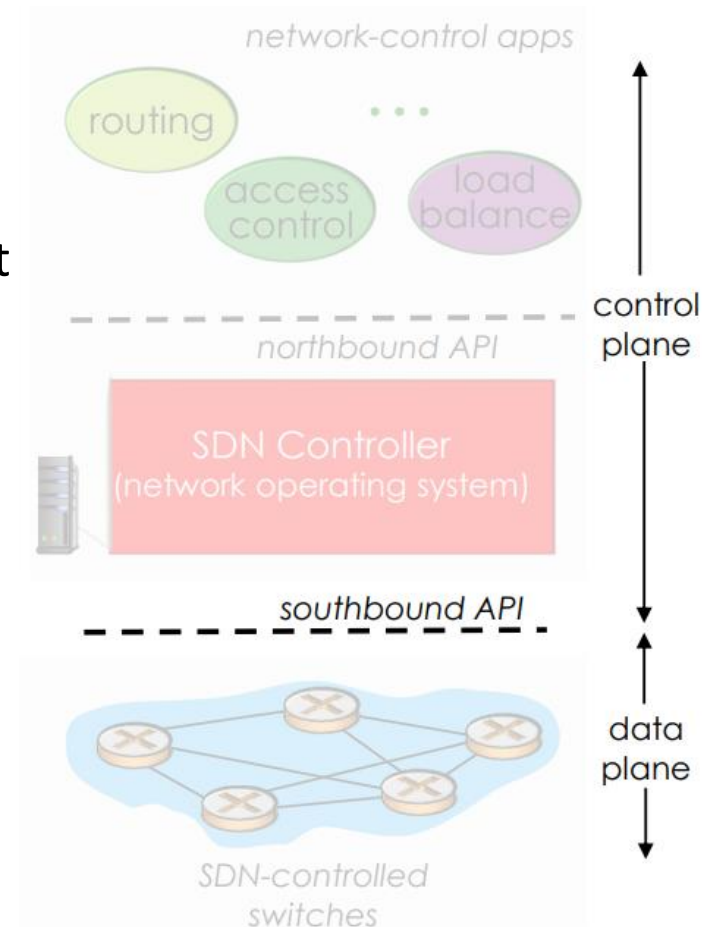 network-control apps
routing
. . .
access
control
load
balance
t
control
plane
northbound API
SDN Controller
(network operating system)
southbound API
data
plane
SDN-controlled
switches